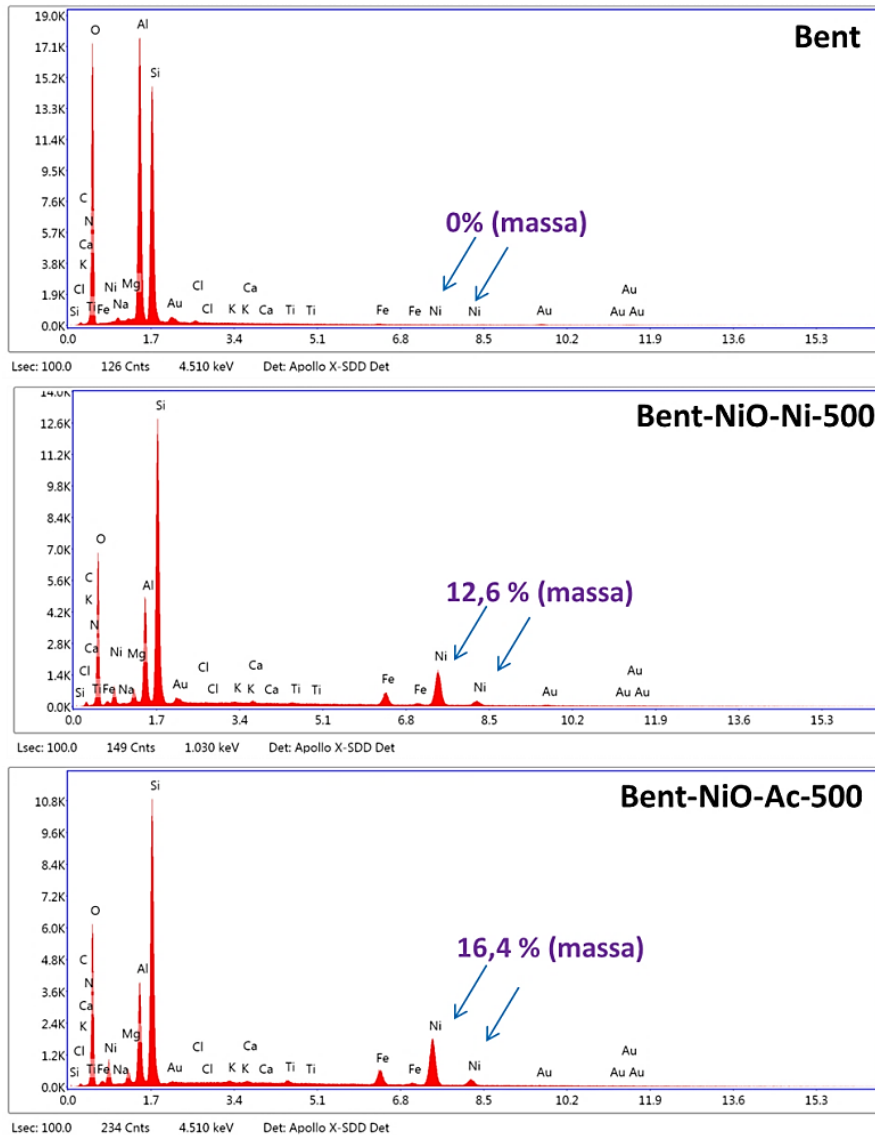 Bent
19.0K
17.1K
15.2K
13.3K
11.4K
9.5K
7.6K
5.7K
3.8K
1.9K
0.0K
O
Al
Si
C
N
Ca
K
Cl
Si
Ti
Fe
Ni
Na
Mg
Au
Cl
Cl
K
Ca
K
Ca
Ti
Ti
0% (massa)
Fe
Fe
Ni
Ni
Au
Au
Au Au
0.0 1.7 3.4 5.1 6.8 8.5 10.2 11.9 13.6 15.3
Lsec: 100.0 126 Cnts 4.510 keV Det: Apollo X-SDD Det
Bent-NiO-Ni-500
14.0K
12.6K
11.2K
9.8K
8.4K
7.0K
5.6K
4.2K
2.8K
1.4K
0.0K
Si
O
Al
C
K
N
Ca
Cl
Si
Ti
Fe
Ni
Na
Mg
Au
Cl
Cl
K
Ca
K
Ca
Ti
Ti
12,6 % (massa)
Fe
Fe
Ni
Ni
Au
Au
Au Au
0.0 1.7 3.4 5.1 6.8 8.5 10.2 11.9 13.6 15.3
Lsec: 100.0 149 Cnts 1.030 keV Det: Apollo X-SDD Det
Bent-NiO-Ac-500
10.8K
9.6K
8.4K
7.2K
6.0K
4.8K
3.6K
2.4K
1.2K
0.0K
Si
O
Al
C
N
Ca
K
Cl
Si
Ti
Fe
Ni
Na
Mg
Au
Cl
Cl
K
Ca
K
Ca
Ti
Ti
16,4 % (massa)
Fe
Fe
Ni
Ni
Au
Au
Au Au
0.0 1.7 3.4 5.1 6.8 8.5 10.2 11.9 13.6 15.3
Lsec: 100.0 234 Cnts 4.510 keV Det: Apollo X-SDD Det